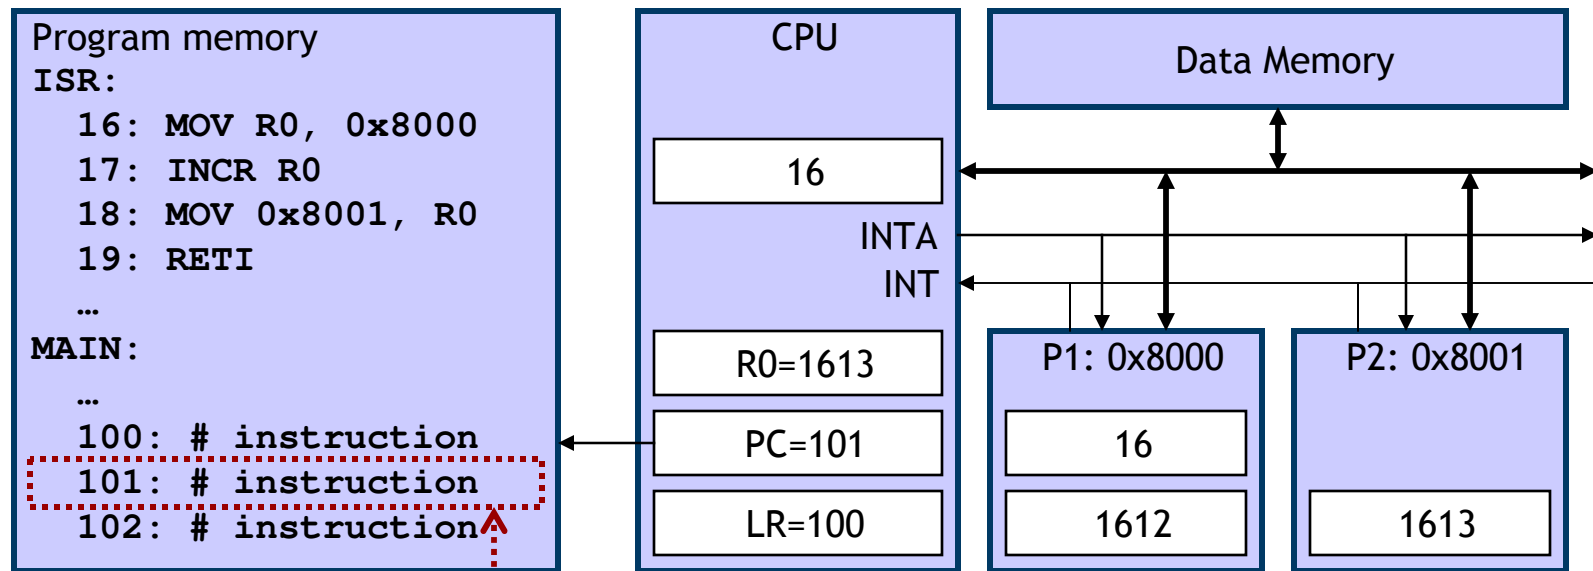 Program memory
ISR:
16: MOV R0, 0x8000
17: INCR R0
18: MOV 0x8001, R0
19: RETI
…
MAIN:
…
100: # instruction
101: # instruction
102: # instruction
CPU
16
INTA
INT
R0=1613
PC=101
LR=100
Data Memory
P1: 0x8000
16
1612
P2: 0x8001
1613